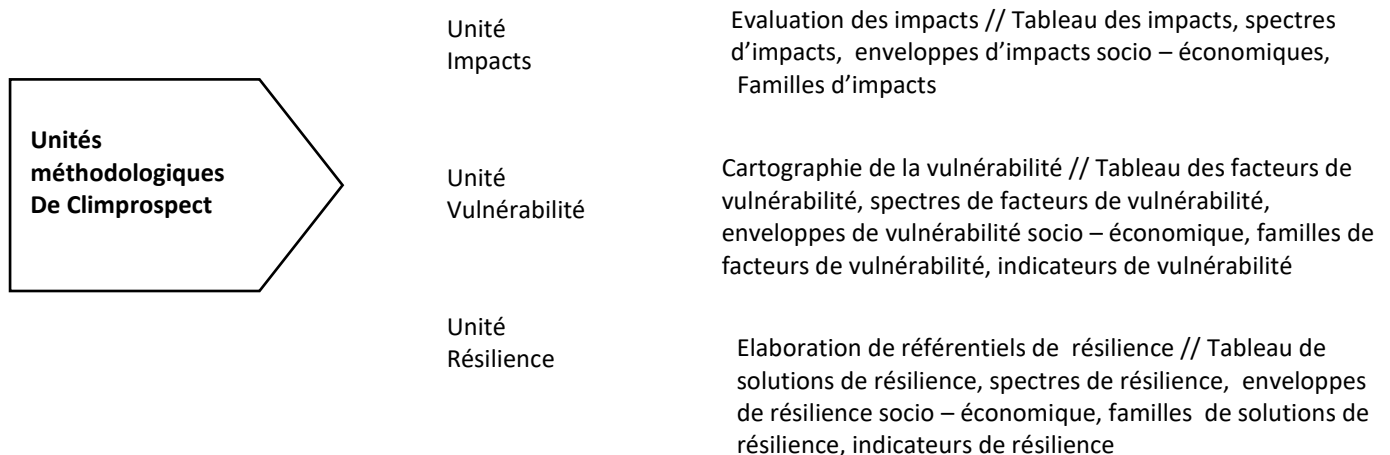 Unités
méthodologiques
De Climprospect
Unité
Impacts
Evaluation des impacts // Tableau des impacts, spectres
d’impacts, enveloppes d’impacts socio – économiques,
Familles d’impacts
Unité
Vulnérabilité
Cartographie de la vulnérabilité // Tableau des facteurs de
vulnérabilité, spectres de facteurs de vulnérabilité,
enveloppes de vulnérabilité socio – économique, familles de
facteurs de vulnérabilité, indicateurs de vulnérabilité
Unité
Résilience
Elaboration de référentiels de résilience // Tableau de
solutions de résilience, spectres de résilience, enveloppes
de résilience socio – économique, familles de solutions de
résilience, indicateurs de résilience